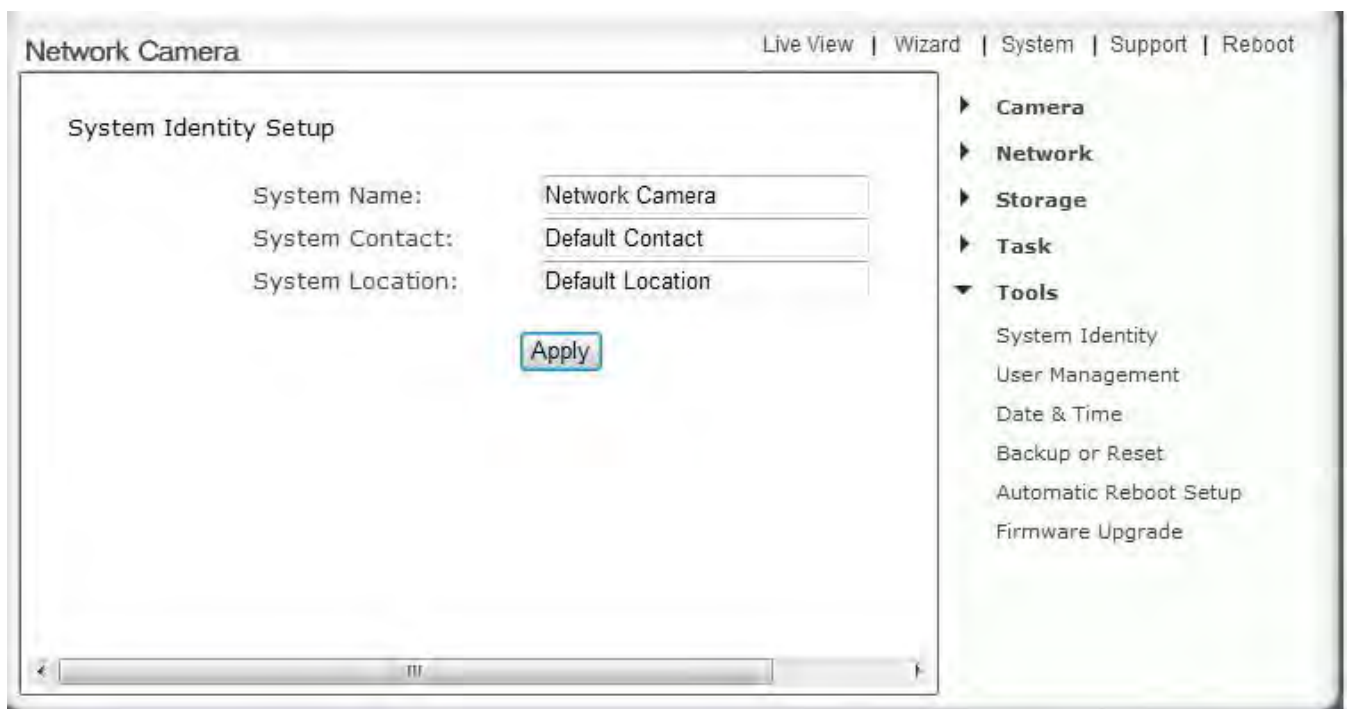 Network Camera
Live View | Wizard | System | Support | Reboot
System Identity Setup
System Name: Network Camera
System Contact: Default Contact
System Location: Default Location
Apply
Camera
Network
Storage
Task
Tools
System Identity
User Management
Date & Time
Backup or Reset
Automatic Reboot Setup
Firmware Upgrade